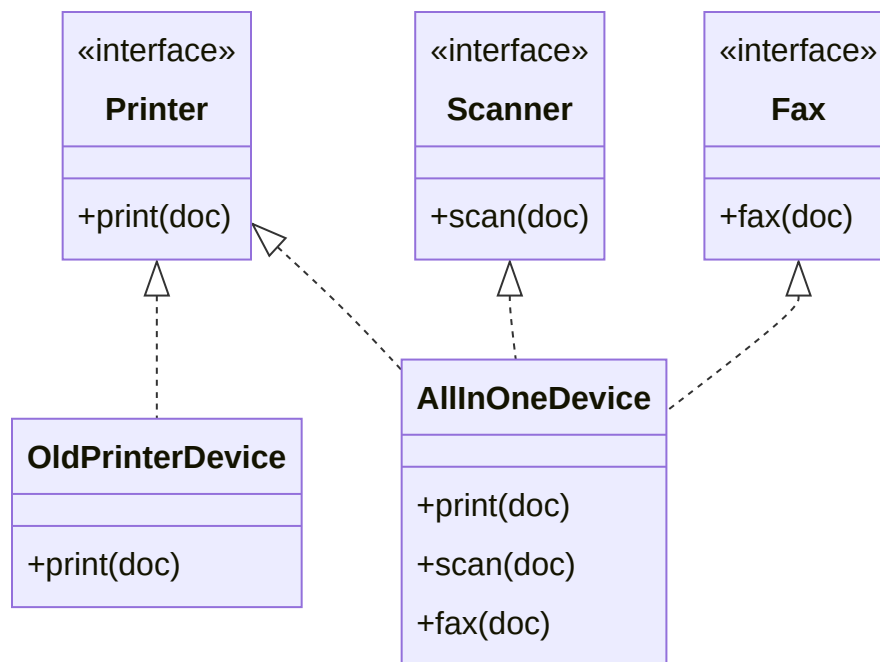 «interface»
Printer
+print(doc)
«interface»
Scanner
+scan(doc)
«interface»
Fax
+fax(doc)
OldPrinterDevice
+print(doc)
AllInOneDevice
+print(doc)
+scan(doc)
+fax(doc)